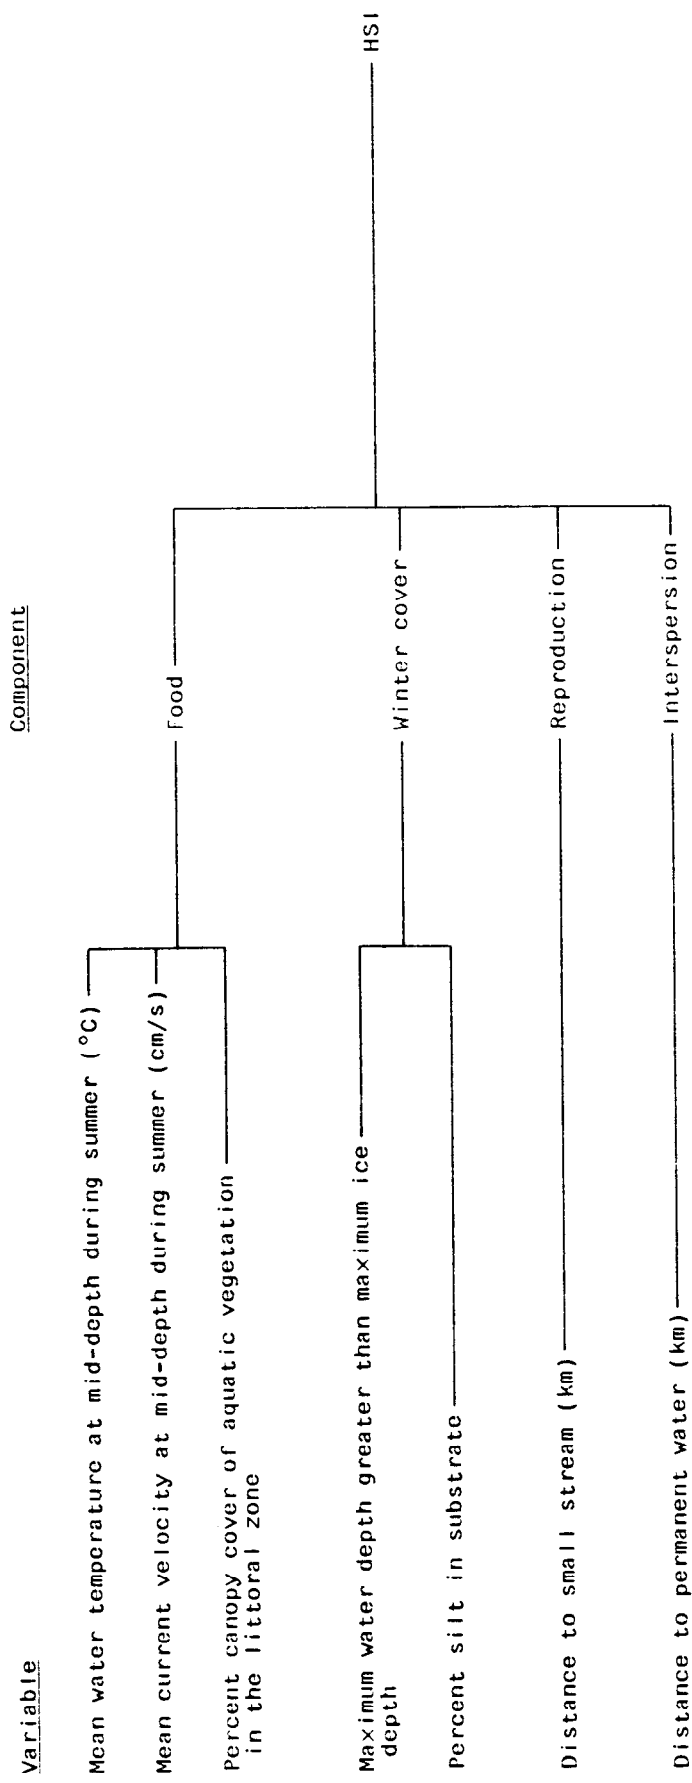 Variable
Component
Mean water temperature at mid-depth during summer (°C)
Mean current velocity at mid-depth during summer (cm/s)
Percent canopy cover of aquatic vegetation
in the littoral zone
Food
Maximum water depth greater than maximum ice
depth
Percent silt in substrate
Winter cover
HSI
Distance to small stream (km)
Reproduction
Distance to permanent water (km)
Interspersion